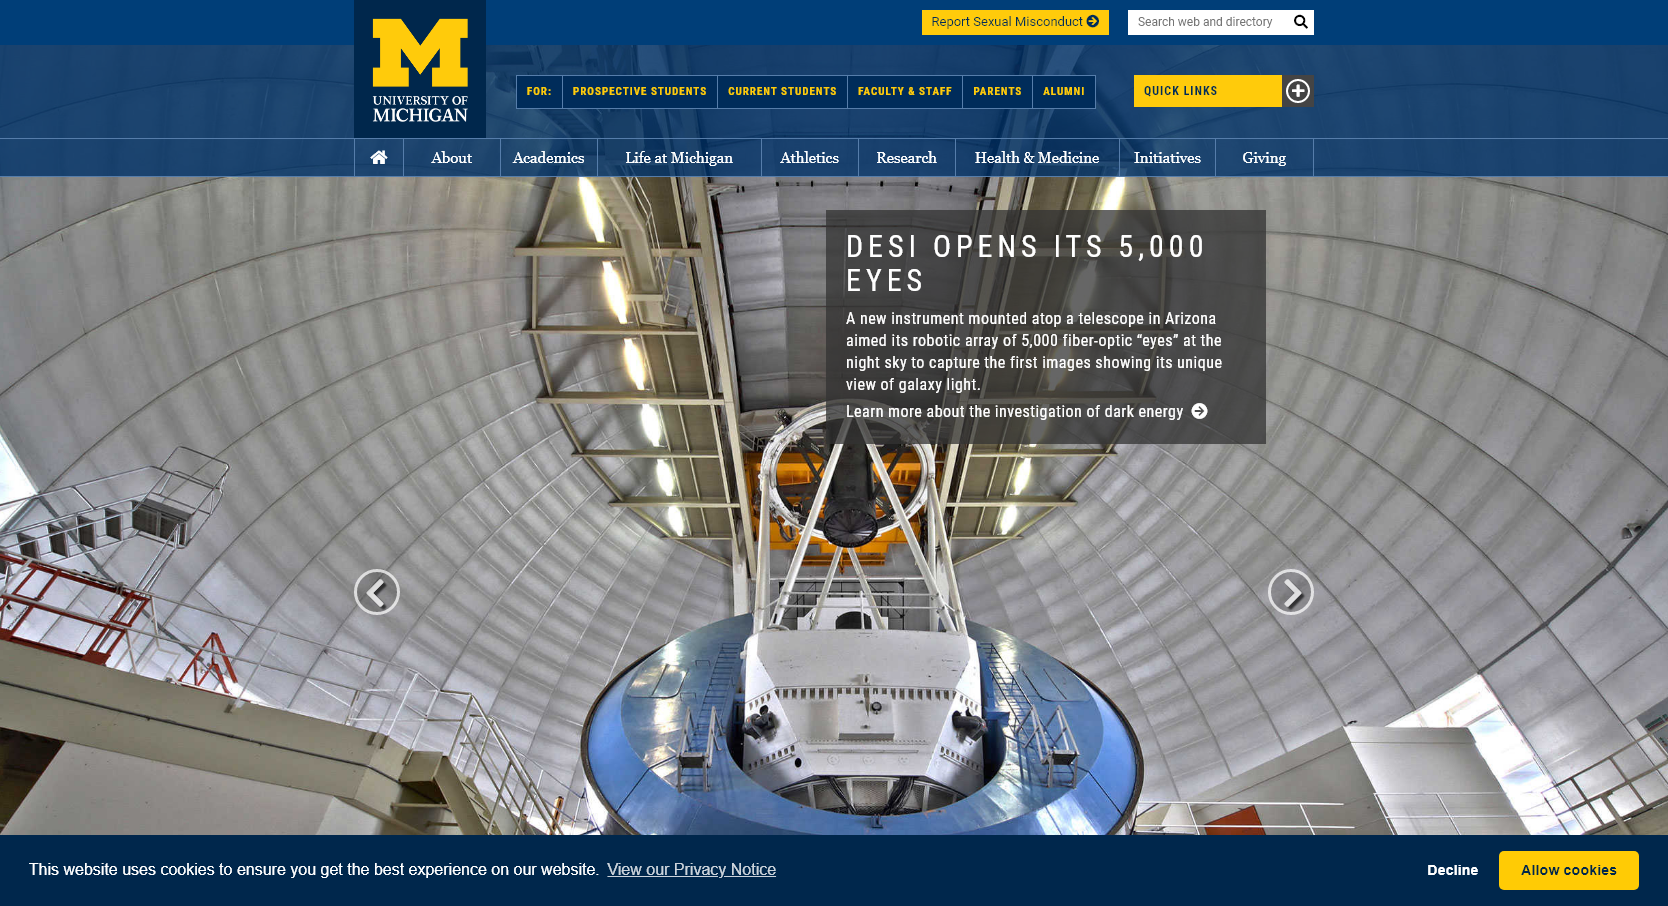 Report Sexual Misconduct
Search web and directory
M
UNIVERSITY OF
MICHIGAN
FOR:
PROSPECTIVE STUDENTS
CURRENT STUDENTS
FACULTY & STAFF
PARENTS
ALUMNI
QUICK LINKS
About
Academics
Life at Michigan
Athletics
Research
Health & Medicine
Initiatives
Giving
DESI OPENS ITS 5,000
EYES
A new instrument mounted atop a telescope in Arizona
aimed its robotic array of 5,000 fiber-optic “eyes” at the
night sky to capture the first images showing its unique
view of galaxy light.
Learn more about the investigation of dark energy
This website uses cookies to ensure you get the best experience on our website. View our Privacy Notice
Decline
Allow cookies